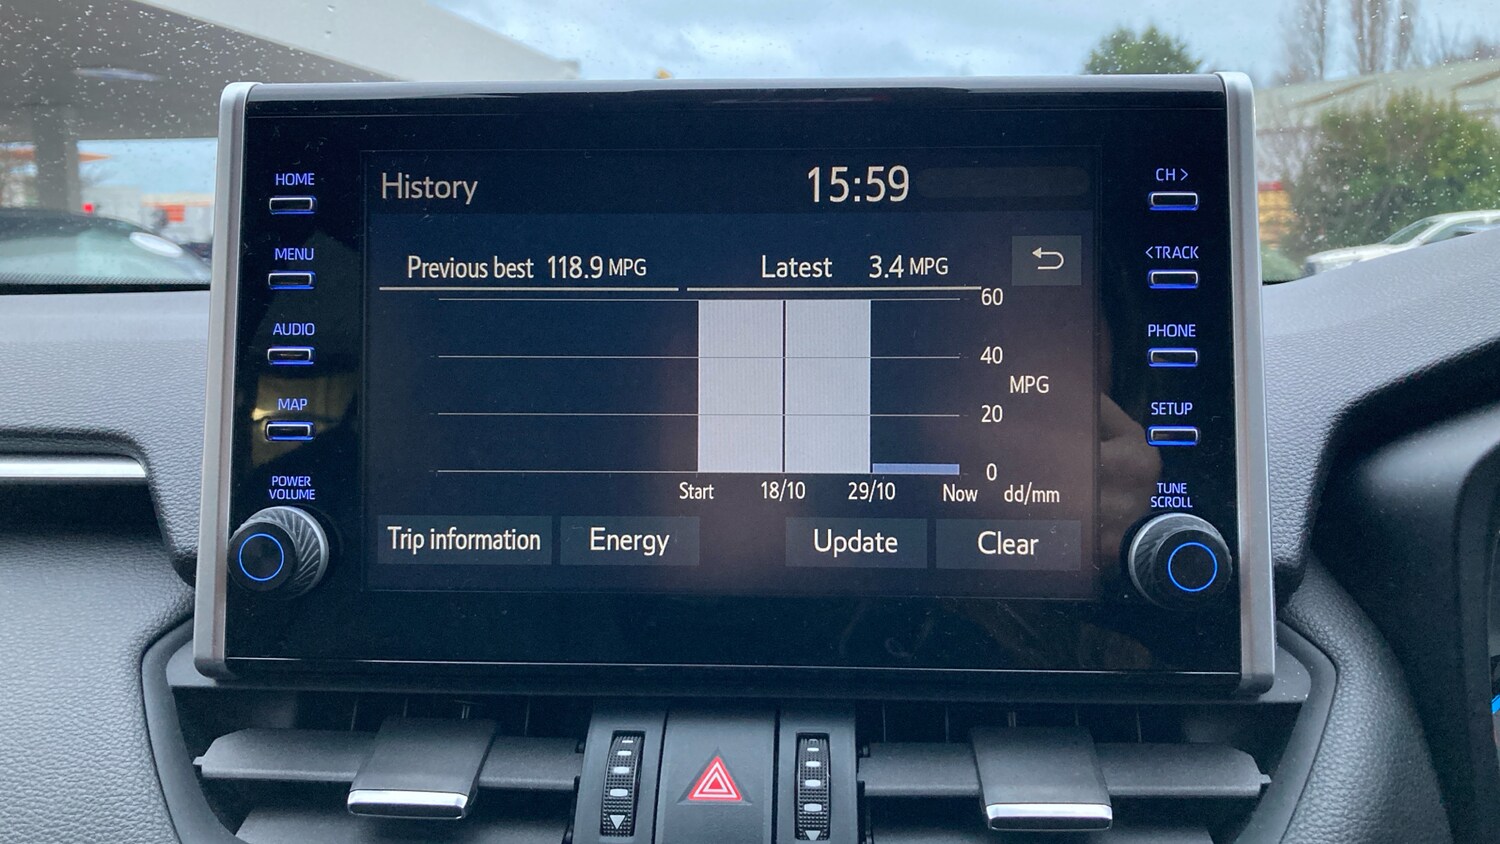 HOME
MENU
AUDIO
MAP
POWER
VOLUME
History 15:59
Previous best 118.9 MPG Latest 3.4 MPG
60
40
MPG
20
0
Start 18/10 29/10 Now dd/mm
Trip information Energy Update Clear
CH >
< TRACK
PHONE
SETUP
TUNE
SCROLL